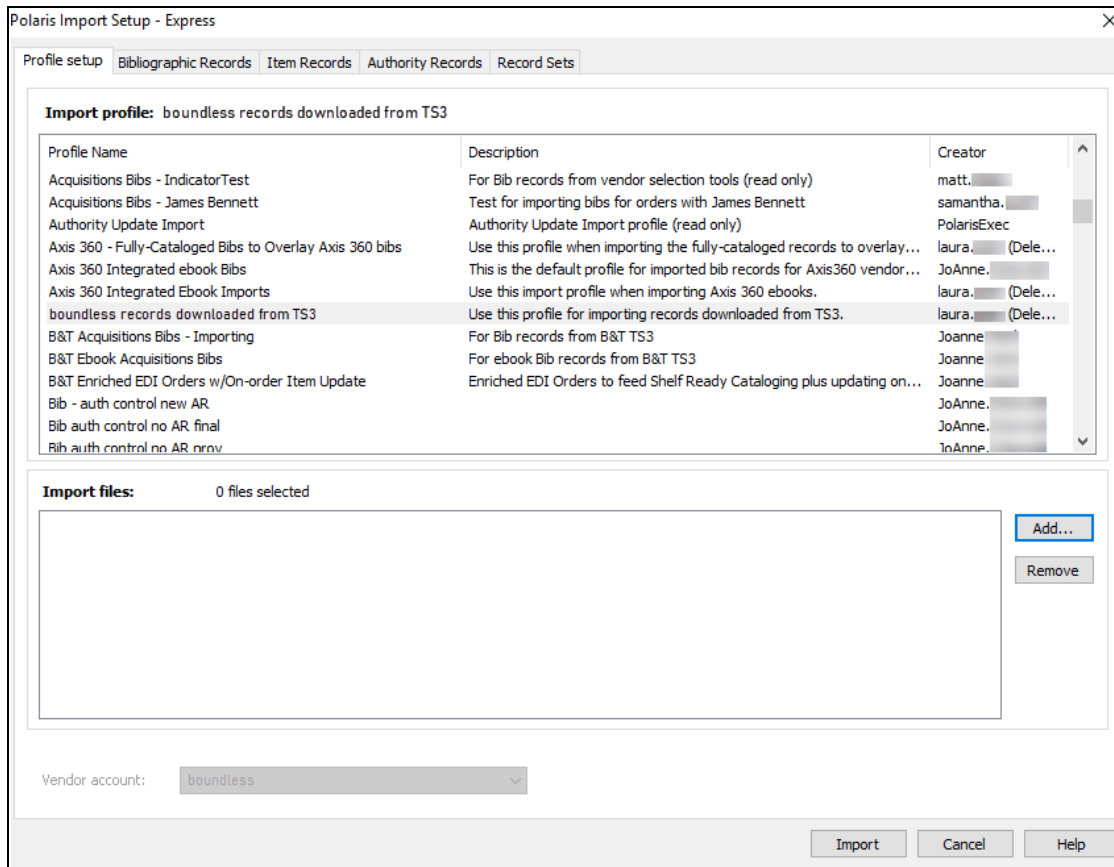 Polaris Import Setup - Express
Profile setup Bibliographic Records Item Records Authority Records Record Sets
Import profile: boundless records downloaded from TS3
Profile Name Description Creator
Acquisitions Bibs - IndicatorTest For Bib records from vendor selection tools (read only) matt.
Acquisitions Bibs - James Bennett Test for importing bibs for orders with James Bennett samantha.
Authority Update Import Authority Update Import profile (read only) PolarisExec
Axis 360 - Fully-Cataloged Bibs to Overlay Axis 360 bibs Use this profile when importing the fully-cataloged records to overlay... laura. (Dele...
Axis 360 Integrated ebook Bibs This is the default profile for imported bib records for Axis360 vendor... JoAnne.
Axis 360 Integrated Ebook Imports Use this import profile when importing Axis 360 ebooks. laura. (Dele...
boundless records downloaded from TS3 Use this profile for importing records downloaded from TS3. laura. (Dele...
B&T Acquisitions Bibs - Importing For Bib records from B&T TS3 Joanne
B&T Ebook Acquisitions Bibs For ebook Bib records from B&T TS3 Joanne
B&T Enriched EDI Orders w/On-order Item Update Enriched EDI Orders to feed Shelf Ready Cataloging plus updating on... Joanne
Bib - auth control new AR JoAnne.
Bib auth control no AR final JoAnne.
Bib auth control no AR prov JoAnne.
Import files: 0 files selected
Add...
Remove
Vendor account: boundless
Import Cancel Help